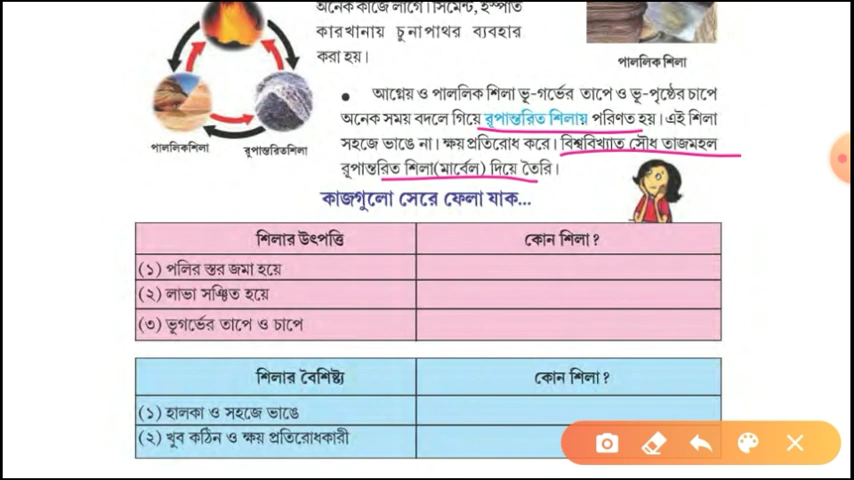 অনেক কাজে লাগে। সিমেন্ট, ইস্পাত
কারখানায় চুনাপাথর ব্যবহার
করা হয়।
পাললিক শিলা
● আগ্নেয় ও পাললিক শিলা ভূ-গর্ভের তাপে ও ভূ-পৃষ্ঠের চাপে
অনেক সময় বদলে গিয়ে রূপান্তরিত শিলায় পরিণত হয়। এই শিলা
সহজে ভাঙে না। ক্ষয় প্রতিরোধ করে। বিশ্ববিখ্যাত সৌধ তাজমহল
রূপান্তরিত শিলা(মার্বেল) দিয়ে তৈরি।
পাললিকশিলা
রূপান্তরিতশিলা
কাজগুলো সেরে ফেলা যাক...
শিলার উৎপত্তি কোন শিলা?
(১) পলির স্তর জমা হয়ে
(২) লাভা সঞ্চিত হয়ে
(৩) ভূগর্ভের তাপে ও চাপে
শিলার বৈশিষ্ট্য কোন শিলা?
(১) হালকা ও সহজে ভাঙে
(২) খুব কঠিন ও ক্ষয় প্রতিরোধকারী